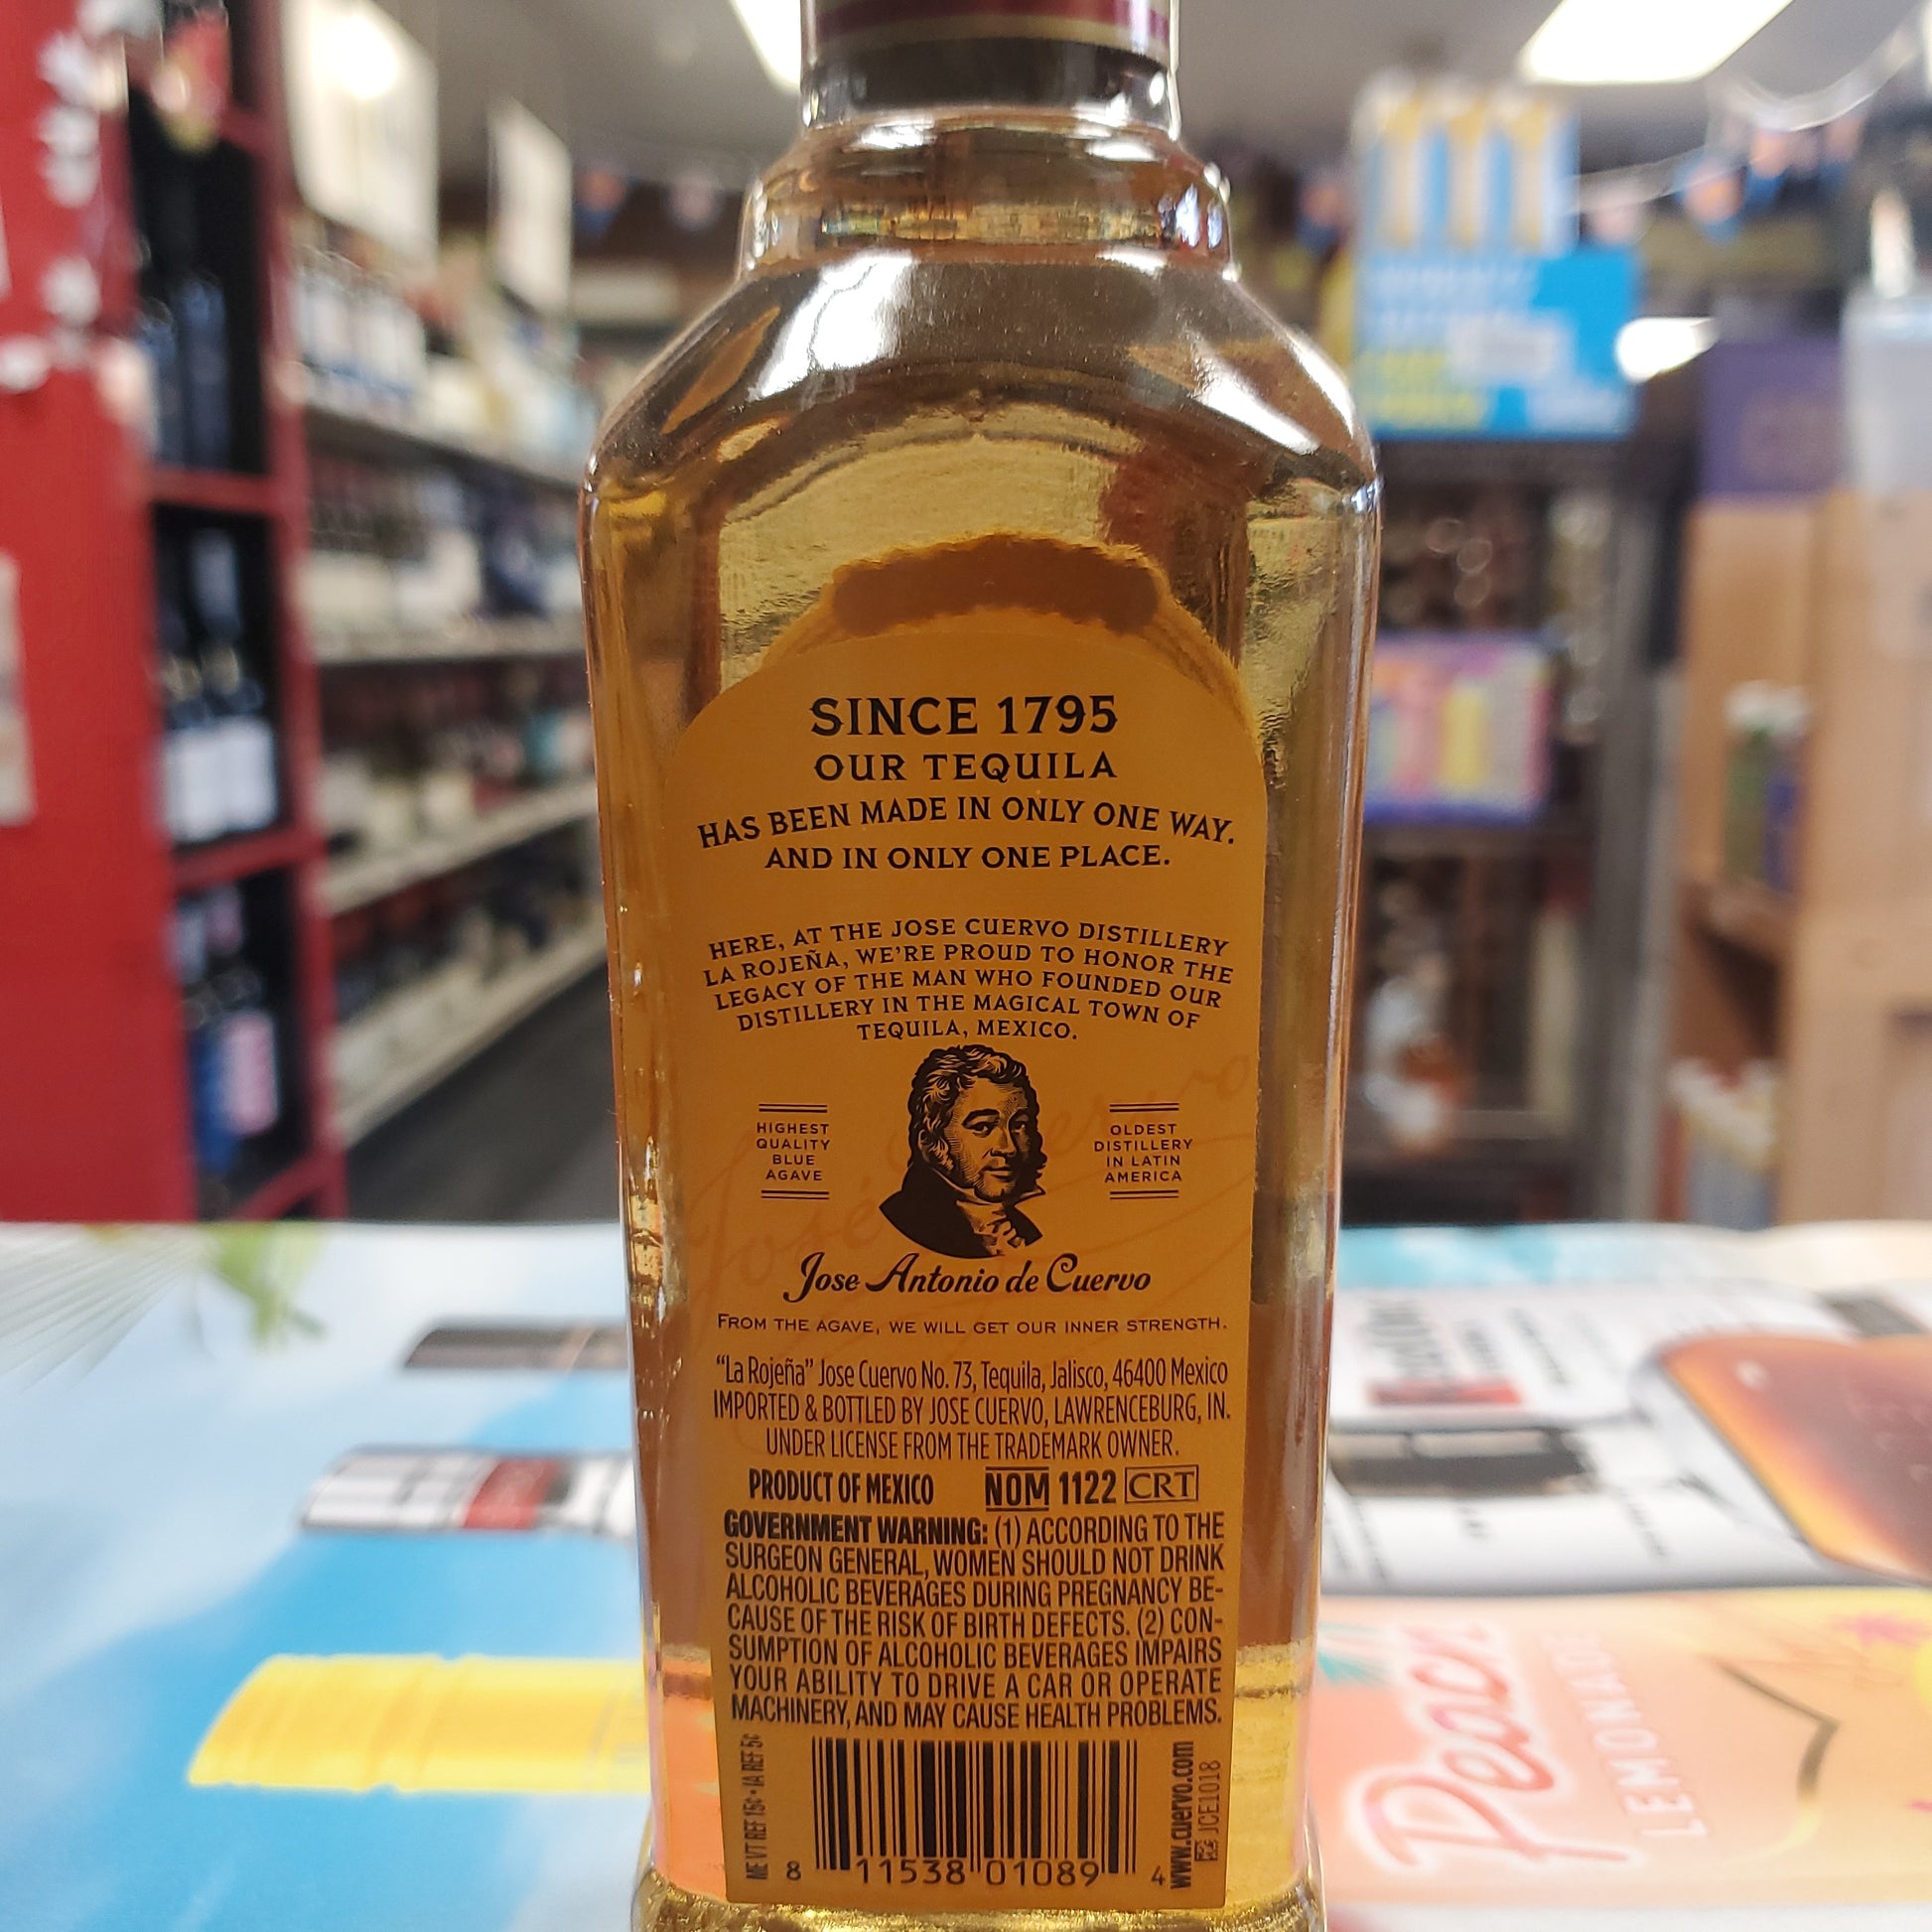 SINCE 1795
OUR TEQUILA
HAS BEEN MADE IN ONLY ONE WAY.
AND IN ONLY ONE PLACE.
HERE, AT THE JOSE CUERVO DISTILLERY
LA ROJEÑA, WE'RE PROUD TO HONOR THE
LEGACY OF THE MAN WHO FOUNDED OUR
DISTILLERY IN THE MAGICAL TOWN OF
TEQUILA, MEXICO.
HIGHEST
QUALITY
BLUE
AGAVE
OLDEST
DISTILLERY
IN LATIN
AMERICA
Jose Antonio de Cuervo
FROM THE AGAVE, WE WILL GET OUR INNER STRENGTH.
"La Rojeña" Jose Cuervo No. 73, Tequila, Jalisco, 46400 Mexico
IMPORTED & BOTTLED BY JOSE CUERVO, LAWRENCEBURG, IN.
UNDER LICENSE FROM THE TRADEMARK OWNER.
PRODUCT OF MEXICO NOM 1122 CRT
GOVERNMENT WARNING: (1) ACCORDING TO THE
SURGEON GENERAL, WOMEN SHOULD NOT DRINK
ALCOHOLIC BEVERAGES DURING PREGNANCY BE-
CAUSE OF THE RISK OF BIRTH DEFECTS. (2) CON-
SUMPTION OF ALCOHOLIC BEVERAGES IMPAIRS
YOUR ABILITY TO DRIVE A CAR OR OPERATE
MACHINERY, AND MAY CAUSE HEALTH PROBLEMS.
ME VT REF 15¢ • IA REF 5¢
8 11538 01089 4
www.cuervo.com
JCE1018
Peach
LEMONADE